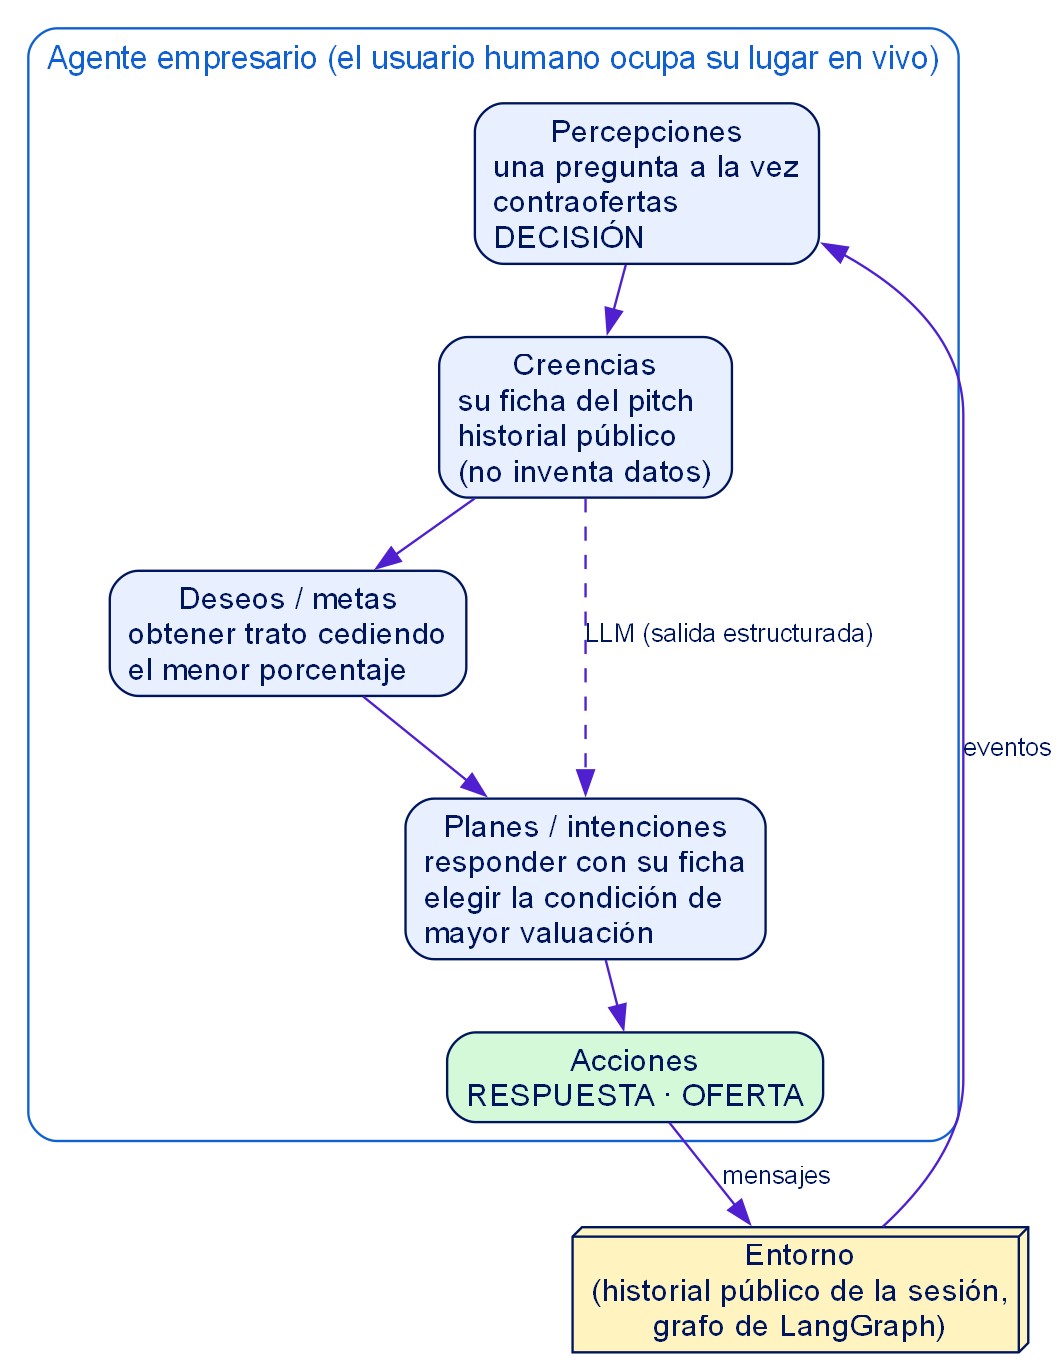 Agente empresario (el usuario humano ocupa su lugar en vivo)
Percepciones
una pregunta a la vez
contraofertas
DECISIÓN
Creencias
su ficha del pitch
historial público
(no inventa datos)
Deseos / metas
obtener trato cediendo
el menor porcentaje
LLM (salida estructurada)
eventos
Planes / intenciones
responder con su ficha
elegir la condición de
mayor valuación
Acciones
RESPUESTA · OFERTA
mensajes
Entorno
(historial público de la sesión,
grafo de LangGraph)